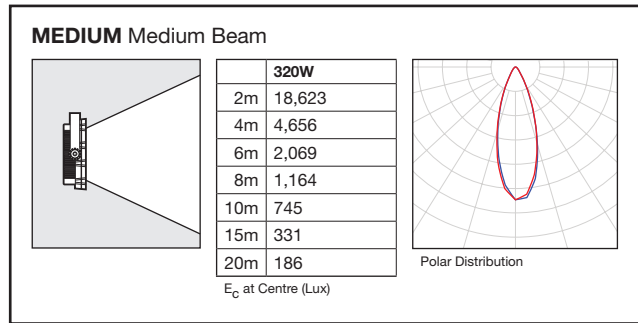 MEDIUM Medium Beam
320W
2m 18,623
4m 4,656
6m 2,069
8m 1,164
10m 745
15m 331
20m 186
EC at Centre (Lux)
Polar Distribution